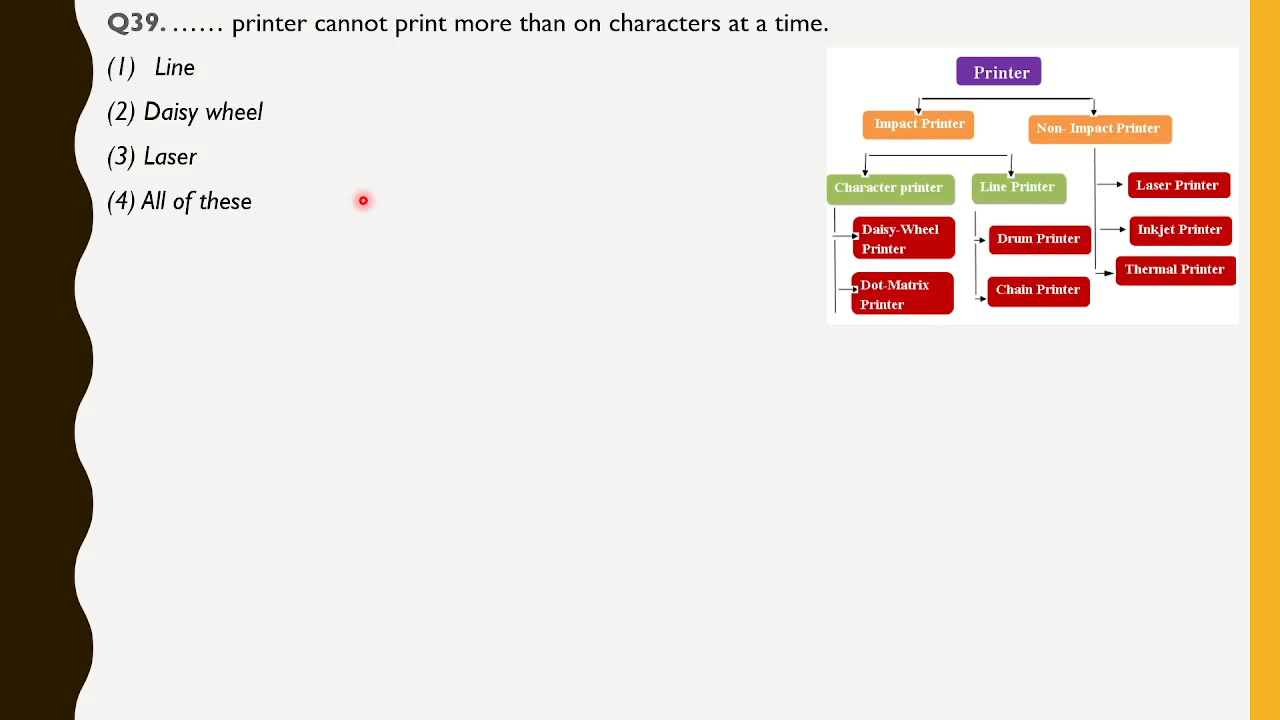 Q39. …… printer cannot print more than on characters at a time.
(1) Line
(2) Daisy wheel
(3) Laser
(4) All of these
Printer
Impact Printer
Non- Impact Printer
Character printer
Line Printer
Laser Printer
Daisy-Wheel
Printer
Drum Printer
Inkjet Printer
Dot-Matrix
Printer
Chain Printer
Thermal Printer